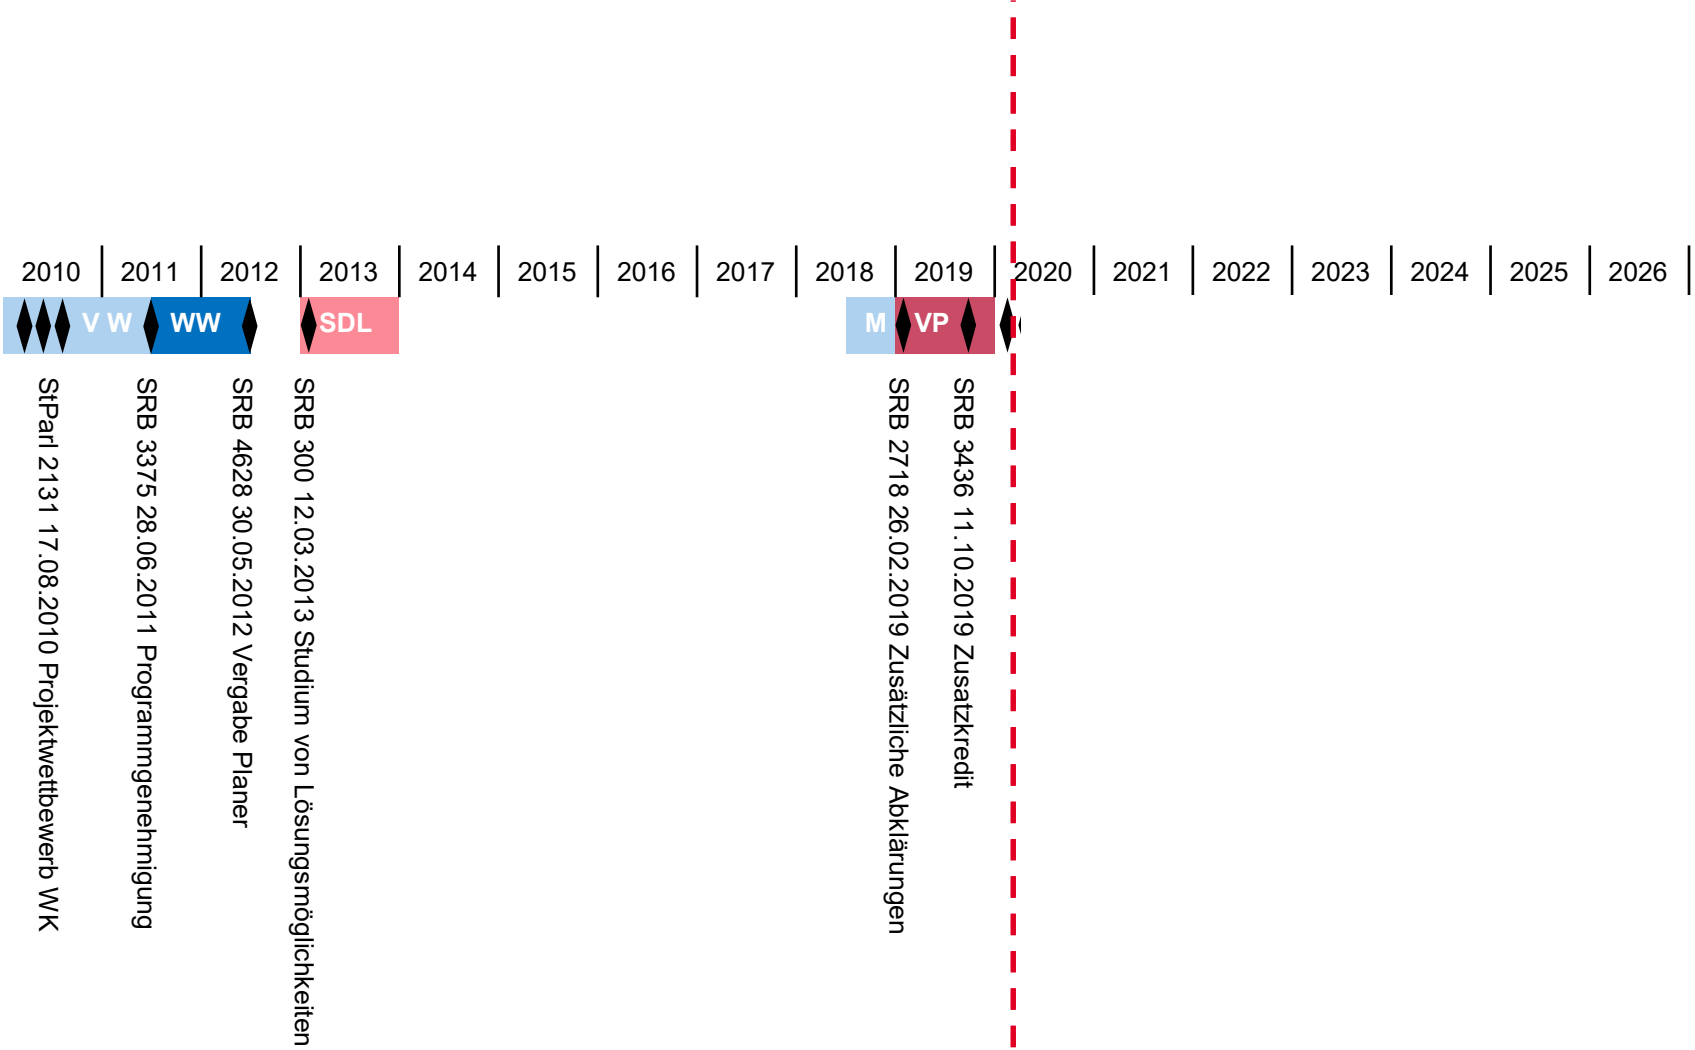 2010 2011 2012 2013 2014 2015 2016 2017 2018 2019 2020 2021 2022 2023 2024 2025 2026
V W WW SDL M VP
StParl 2131 17.08.2010 Projektwettbewerb WK
SRB 3375 28.06.2011 Programmgenehmigung
SRB 4628 30.05.2012 Vergabe Planer
SRB 300 12.03.2013 Studium von Lösungsmöglichkeiten
SRB 2718 26.02.2019 Zusätzliche Abklärungen
SRB 3436 11.10.2019 Zusatzkredit